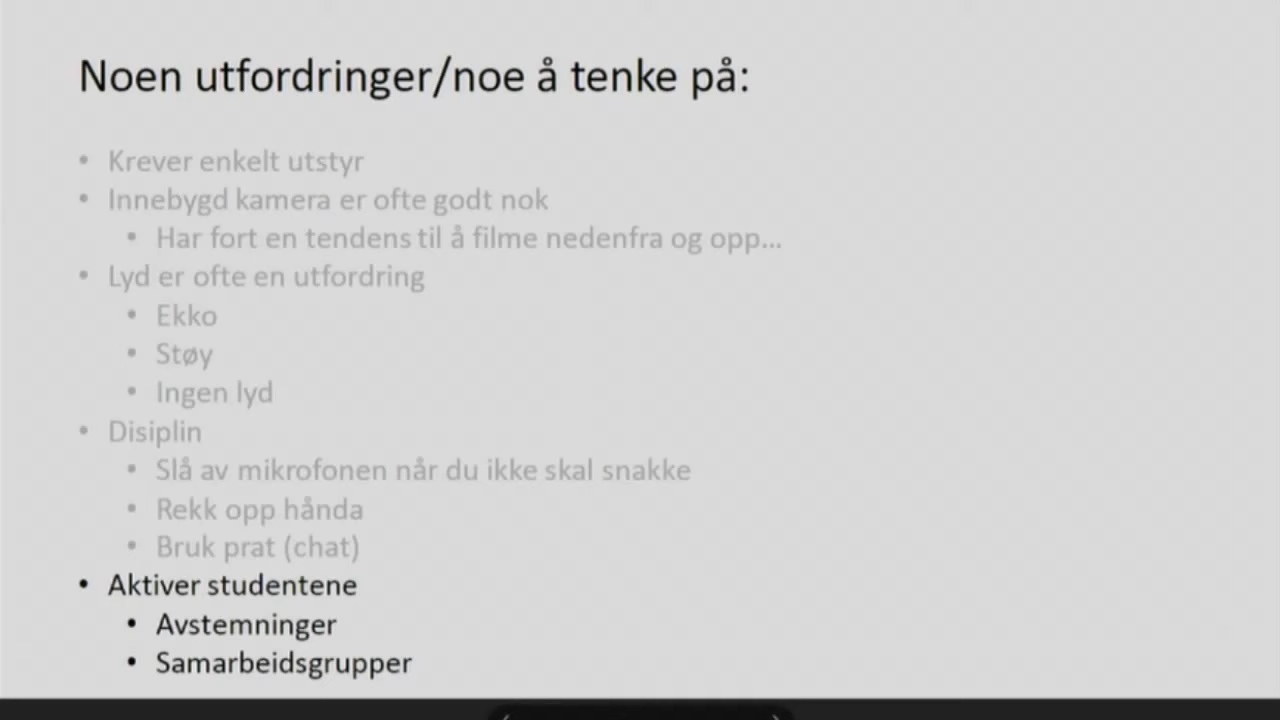 Noen utfordringer/noe å tenke på:
• Krever enkelt utstyr
• Innebygd kamera er ofte godt nok
• Har fort en tendens til å filme nedenfra og opp...
• Lyd er ofte en utfordring
• Ekko
• Støy
• Ingen lyd
• Disiplin
• Slå av mikrofonen når du ikke skal snakke
• Rekk opp hånda
• Bruk prat (chat)
• Aktiver studentene
• Avstemninger
• Samarbeidsgrupper